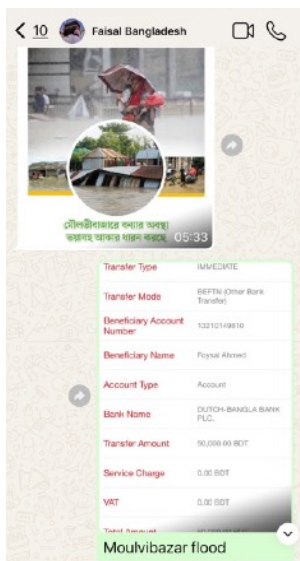 10
Faisal Bangladesh
মৌলভীবাজারে বন্যার অবস্থা
ভয়াবহ আকার ধারন করছে
05:33
Transfer Type IMMEDIATE
Transfer Mode BEFTN (Other Bank
Transfer)
Beneficiary Account
Number
Beneficiary Name Foysal Ahmed
Account Type Account
Bank Name DUTCH-BANGLA BANK
PLC.
Transfer Amount 50,000.00 BDT
Service Charge 0.00 BDT
VAT 0.00 BDT
Total Amount
Moulvibazar flood